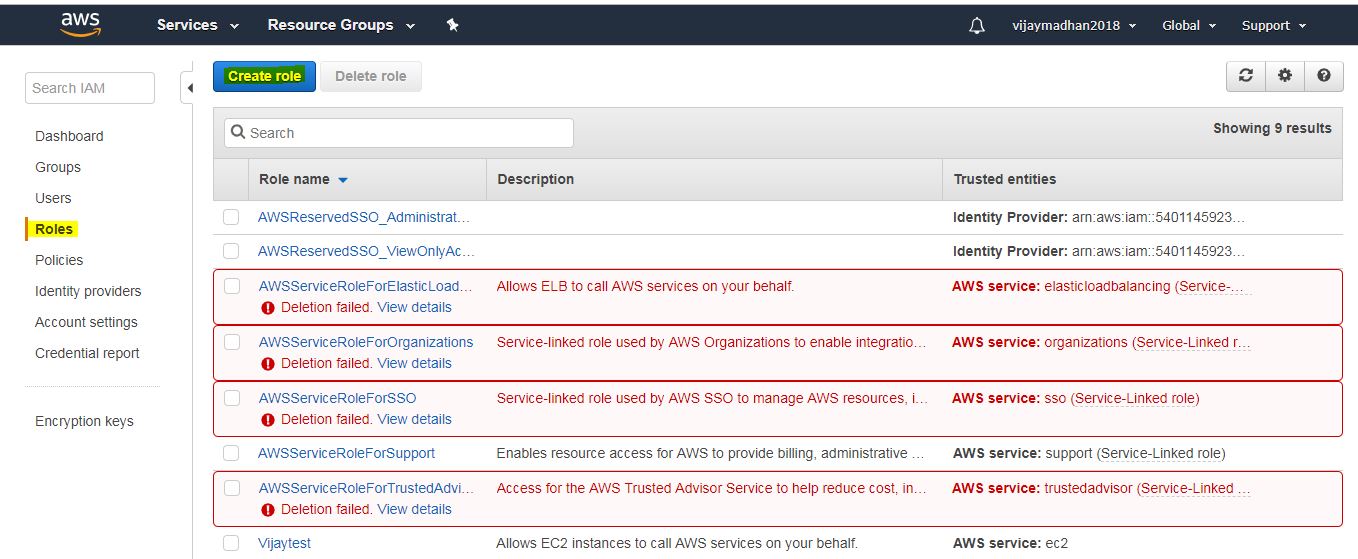 aws Services Resource Groups vijaymadhan2018 Global Support
Search IAM
Dashboard
Groups
Users
Roles
Policies
Identity providers
Account settings
Credential report
Encryption keys
Create role Delete role
Search Showing 9 results
Role name Description Trusted entities
AWSReservedSSO_Administrat... Identity Provider: arn:aws:iam::5401145923...
AWSReservedSSO_ViewOnlyAc... Identity Provider: arn:aws:iam::5401145923...
AWSServiceRoleForElasticLoad... Allows ELB to call AWS services on your behalf. AWS service: elasticloadbalancing (Service-...
Deletion failed. View details
AWSServiceRoleForOrganizations Service-linked role used by AWS Organizations to enable integratio... AWS service: organizations (Service-Linked r...
Deletion failed. View details
AWSServiceRoleForSSO Service-linked role used by AWS SSO to manage AWS resources, i... AWS service: sso (Service-Linked role)
Deletion failed. View details
AWSServiceRoleForSupport Enables resource access for AWS to provide billing, administrative ... AWS service: support (Service-Linked role)
AWSServiceRoleForTrustedAdvi... Access for the AWS Trusted Advisor Service to help reduce cost, in... AWS service: trustedadvisor (Service-Linked ...
Deletion failed. View details
Vijaytest Allows EC2 instances to call AWS services on your behalf. AWS service: ec2